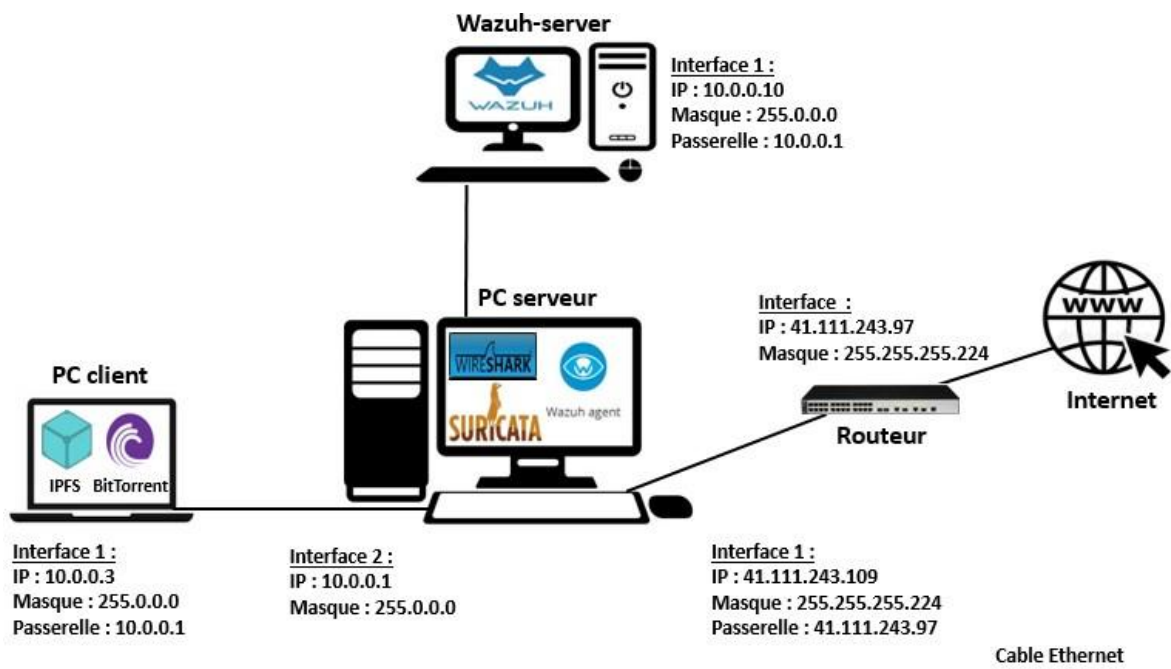 Wazuh-server
WAZUH
Interface 1 :
IP : 10.0.0.10
Masque : 255.0.0.0
Passerelle : 10.0.0.1
PC serveur
WIRESHARK
SURICATA
Wazuh agent
Interface :
IP : 41.111.243.97
Masque : 255.255.255.224
WWW
Internet
Routeur
PC client
IPFS BitTorrent
Interface 1 :
IP : 10.0.0.3
Masque : 255.0.0.0
Passerelle : 10.0.0.1
Interface 2 :
IP : 10.0.0.1
Masque : 255.0.0.0
Interface 1 :
IP : 41.111.243.109
Masque : 255.255.255.224
Passerelle : 41.111.243.97
Cable Ethernet